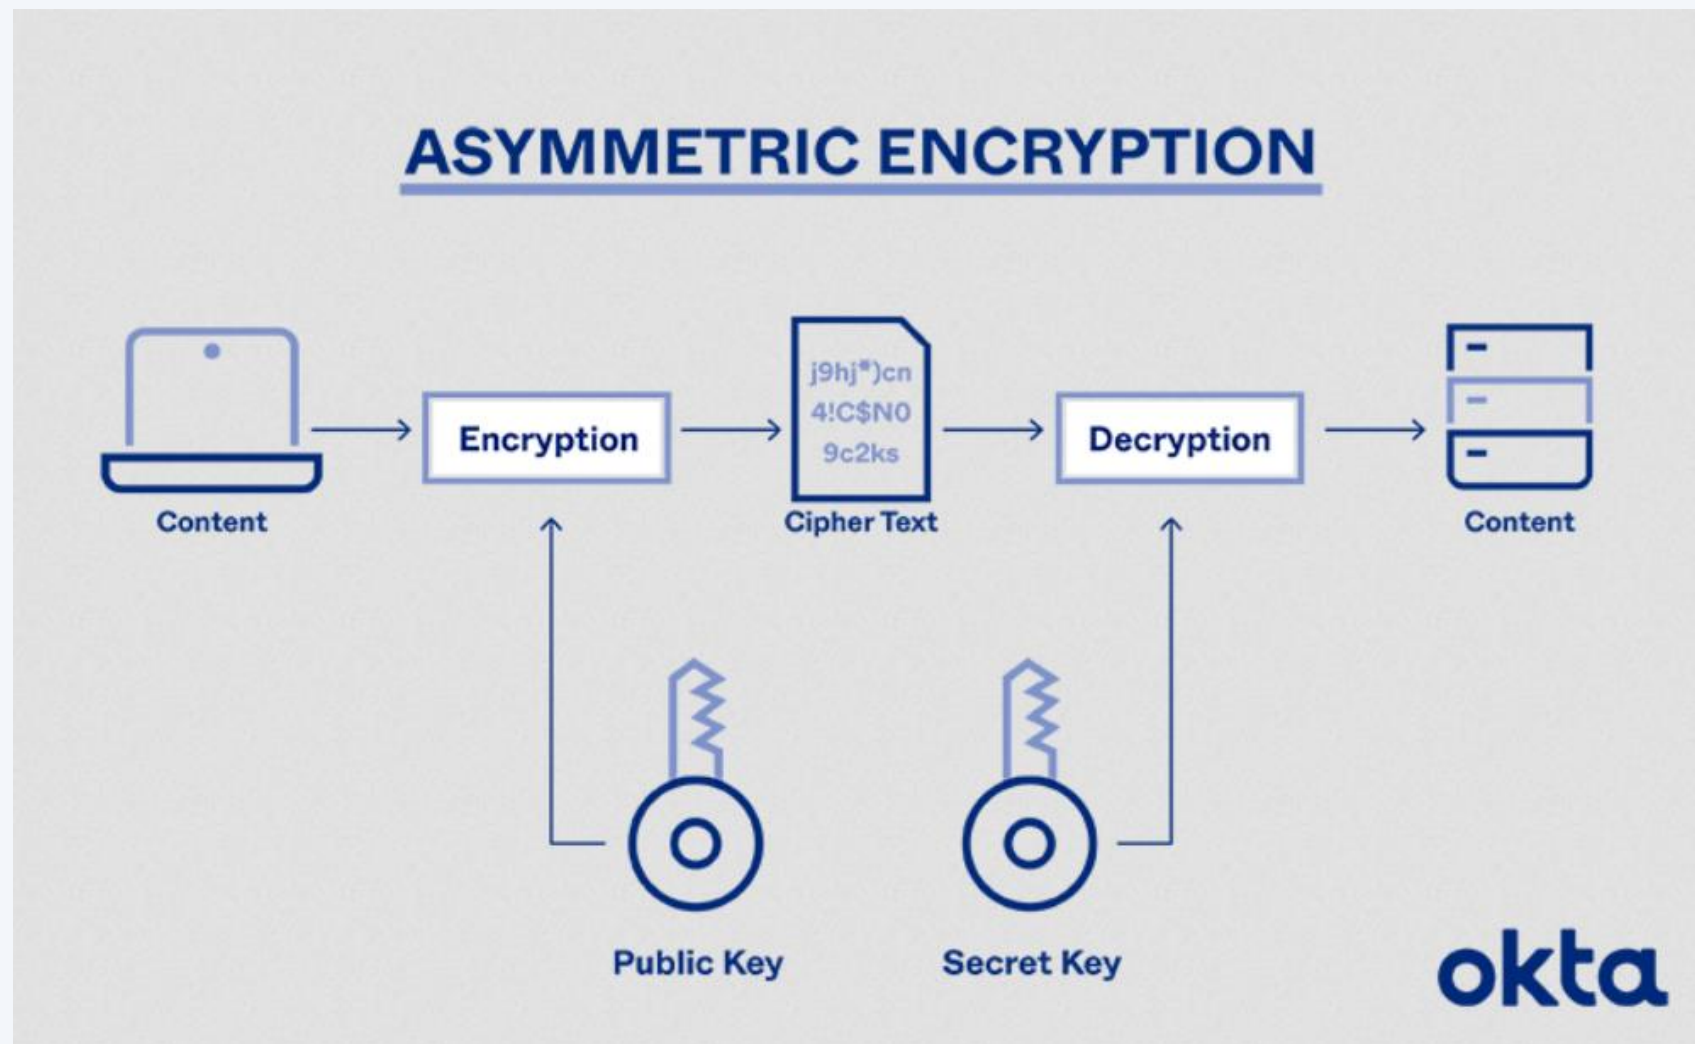 ASYMMETRIC ENCRYPTION
j9hj*)cn
4!C$N0
9c2ks
Encryption
Decryption
Content
Cipher Text
Content
Public Key
Secret Key
okta